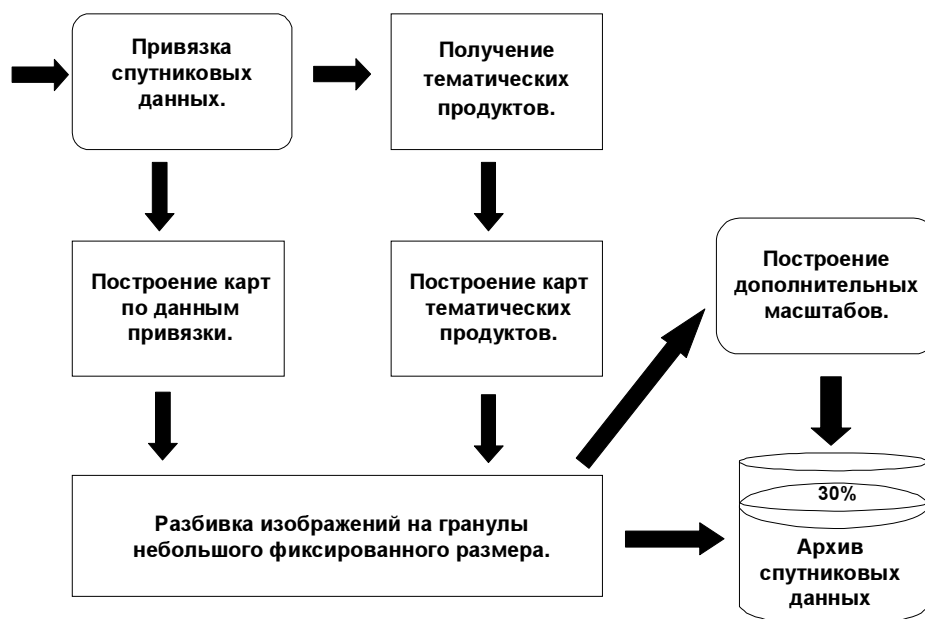 Привязка
спутниковых
данных.
Получение
тематических
продуктов.
Построение карт
по данным
привязки.
Построение карт
тематических
продуктов.
Построение
дополнительных
масштабов.
Разбивка изображений на гранулы
небольшого фиксированного размера.
30%
Архив
спутниковых
данных